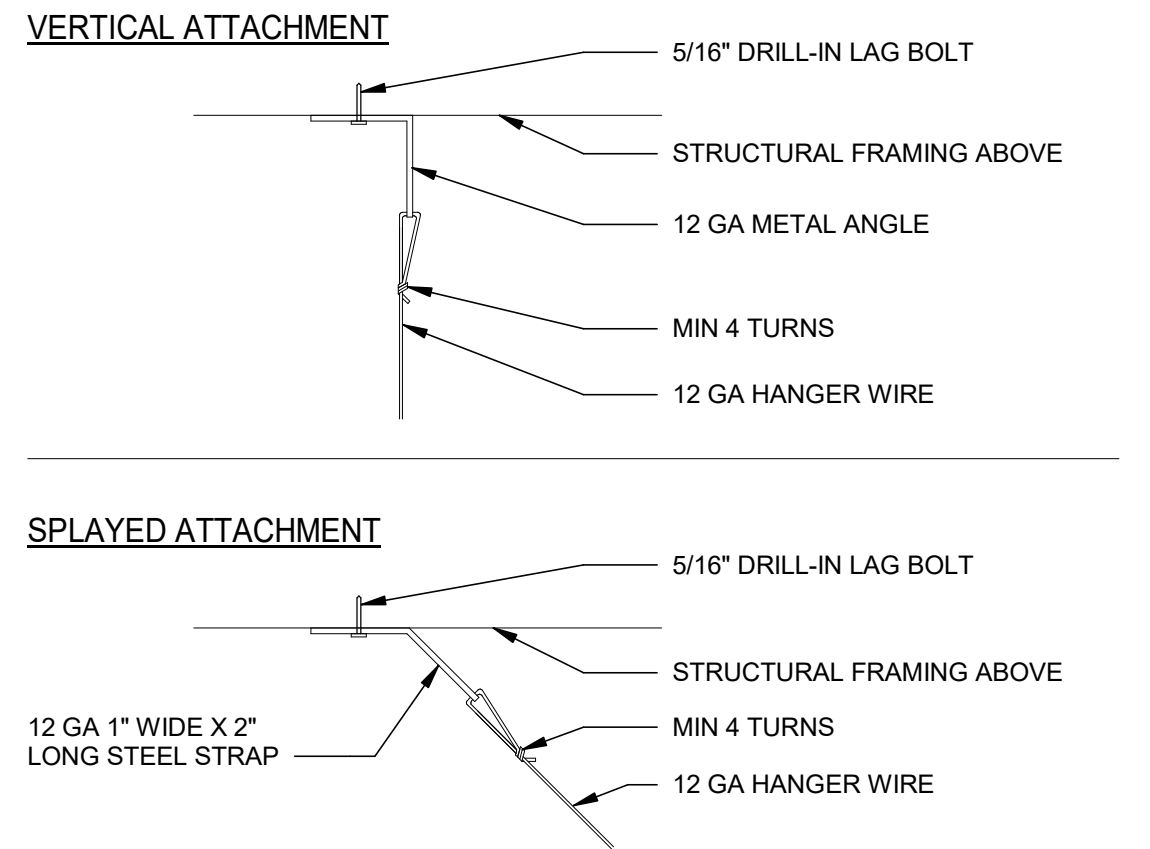 VERTICAL ATTACHMENT
5/16" DRILL-IN LAG BOLT
STRUCTURAL FRAMING ABOVE
12 GA METAL ANGLE
MIN 4 TURNS
12 GA HANGER WIRE
SPLAYED ATTACHMENT
5/16" DRILL-IN LAG BOLT
STRUCTURAL FRAMING ABOVE
12 GA 1" WIDE X 2"
LONG STEEL STRAP
MIN 4 TURNS
12 GA HANGER WIRE